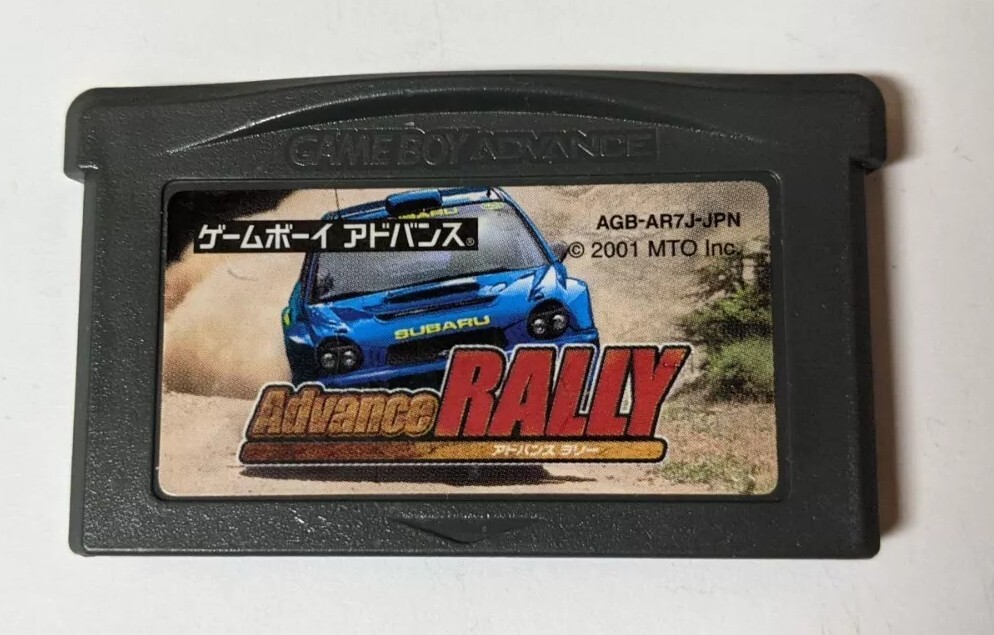 GAME BOY ADVANCE
SUBARU
ゲームボーイ アドバンス®
AGB-AR7J-JPN
© 2001 MTO Inc.
SUBARU
Advance RALLY
アドバンス ラリー